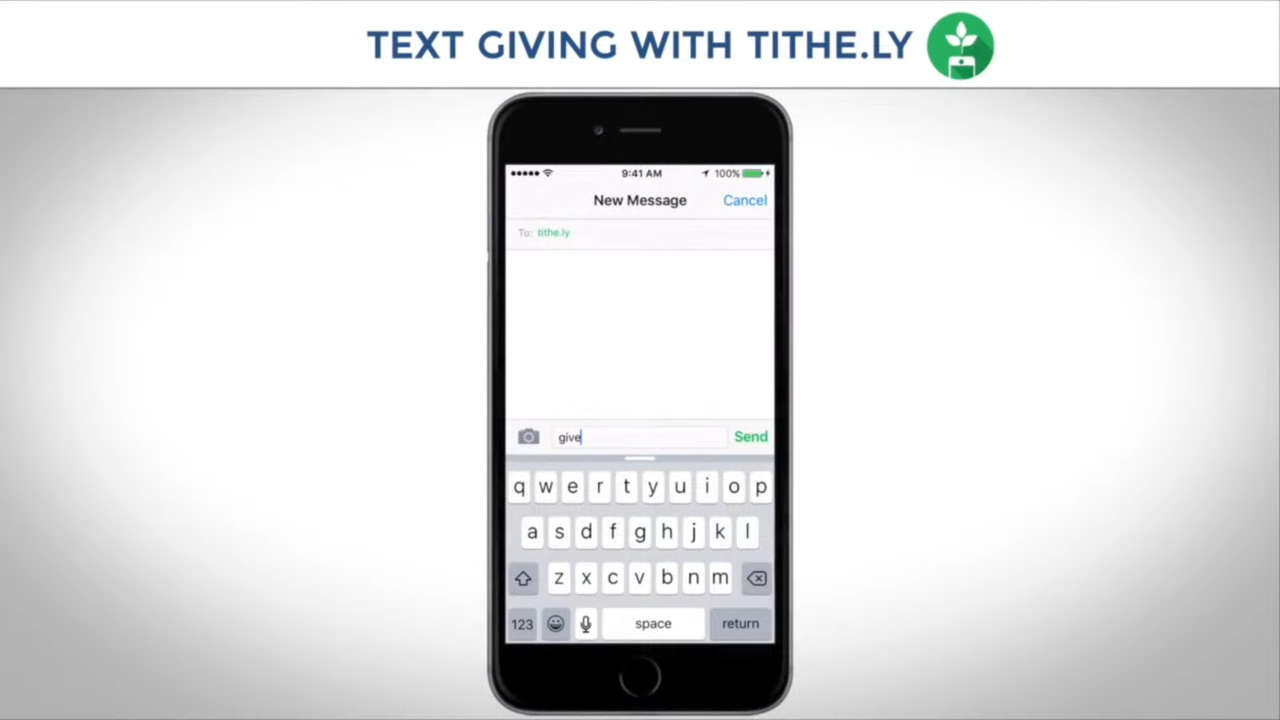 TEXT GIVING WITH TITHE.LY
9:41 AM 100%
New Message Cancel
To: tithe.ly
give Send
q w e r t y u i o p
a s d f g h j k l
z x c v b n m
123 space return